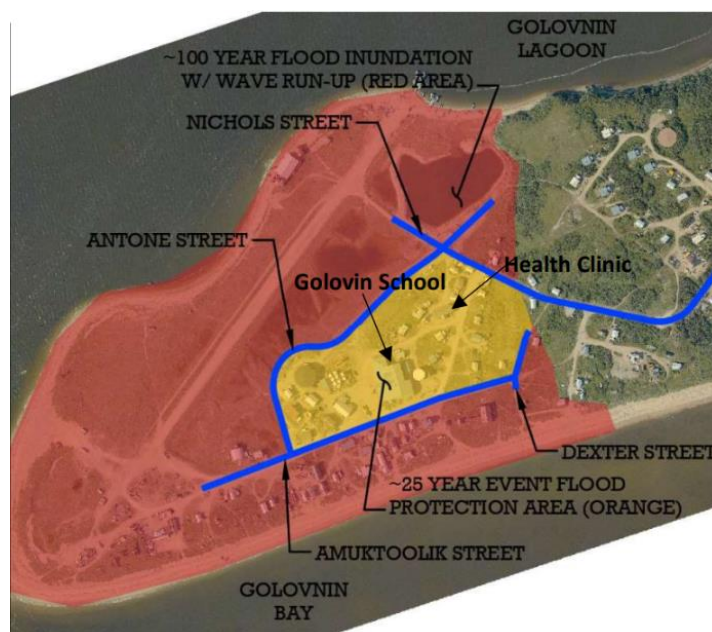 GOLOVNIN
LAGOON
~100 YEAR FLOOD INUNDATION
W/ WAVE RUN-UP (RED AREA)
NICHOLS STREET
ANTONE STREET
Health Clinic
Golovin School
DEXTER STREET
~25 YEAR EVENT FLOOD
PROTECTION AREA (ORANGE)
AMUKTOOLIK STREET
GOLOVNIN
BAY